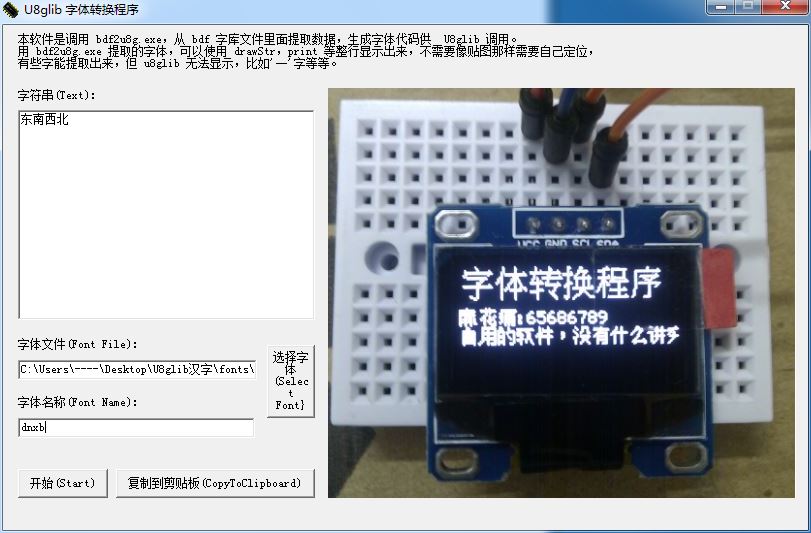 U8glib 字体转换程序
本软件是调用 bdf2u8g.exe，从 bdf 字库文件里面提取数据，生成字体代码供 U8glib 调用。
用 bdf2u8g.exe 提取的字体，可以使用 drawStr，print 等整行显示出来，不需要像贴图那样需要自己定位，
有些字能提取出来，但 u8glib 无法显示，比如'一'字等等。
字符串(Text):
东南西北
字体文件(Font File):
C:\Users\----\Desktop\U8glib汉字\fonts\
选择字
体
(Selec
t
Font}
字体名称(Font Name):
dnxb
开始(Start)
复制到剪贴板(CopyToClipboard)
VCC GND SCL SDA
字体转换程序
麻花:65686789
自用的软件，没有什么讲